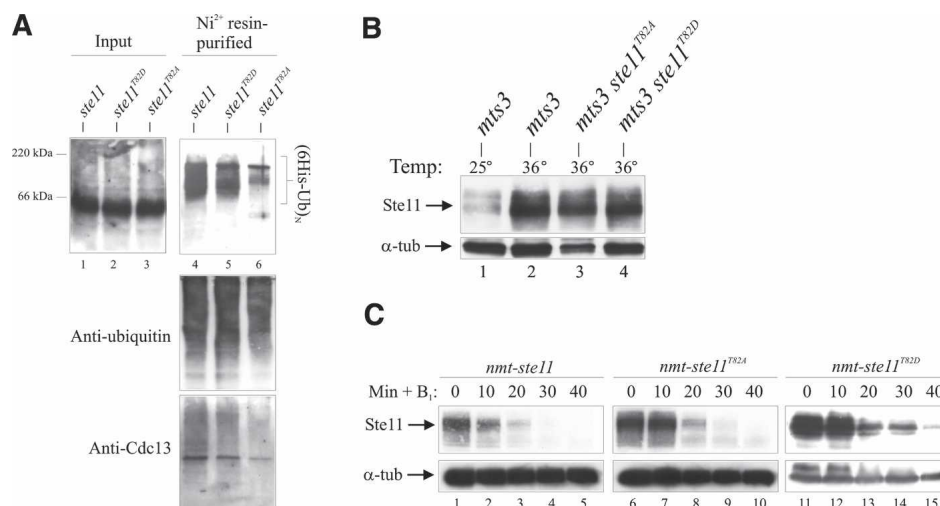 A
Input
Ni²⁺ resin-
purified
ste11
ste11ᵀ⁸²ᴰ
ste11ᵀ⁸²ᴬ
ste11
ste11ᵀ⁸²ᴰ
ste11ᵀ⁸²ᴬ
220 kDa
66 kDa
(6His-Ub)N
1 2 3 4 5 6
Anti-ubiquitin
Anti-Cdc13
B
mts3
mts3
mts3 ste11ᵀ⁸²ᴬ
mts3 ste11ᵀ⁸²ᴰ
Temp: 25° 36° 36° 36°
Ste11
α-tub
1 2 3 4
C
nmt-ste11 nmt-ste11ᵀ⁸²ᴬ nmt-ste11ᵀ⁸²ᴰ
Min + B₁: 0 10 20 30 40 0 10 20 30 40 0 10 20 30 40
Ste11
α-tub
1 2 3 4 5 6 7 8 9 10 11 12 13 14 15